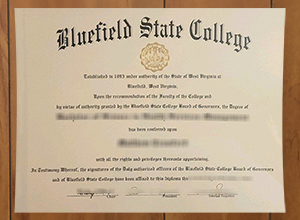 Bluefield State College
Established in 1895 under authority of the State of West Virginia at
Bluefield, West Virginia.
Upon the recommendation of the Faculty of the College and
by virtue of authority granted by the Bluefield State College Board of Governors, the Degree of
has been conferred upon
with all the rights and privileges thereunto appertaining.
In Testimony Whereof, the signatures of the duly authorized officers of the Bluefield State College Board of Governors
and of Bluefield State College have been affixed to this diploma the